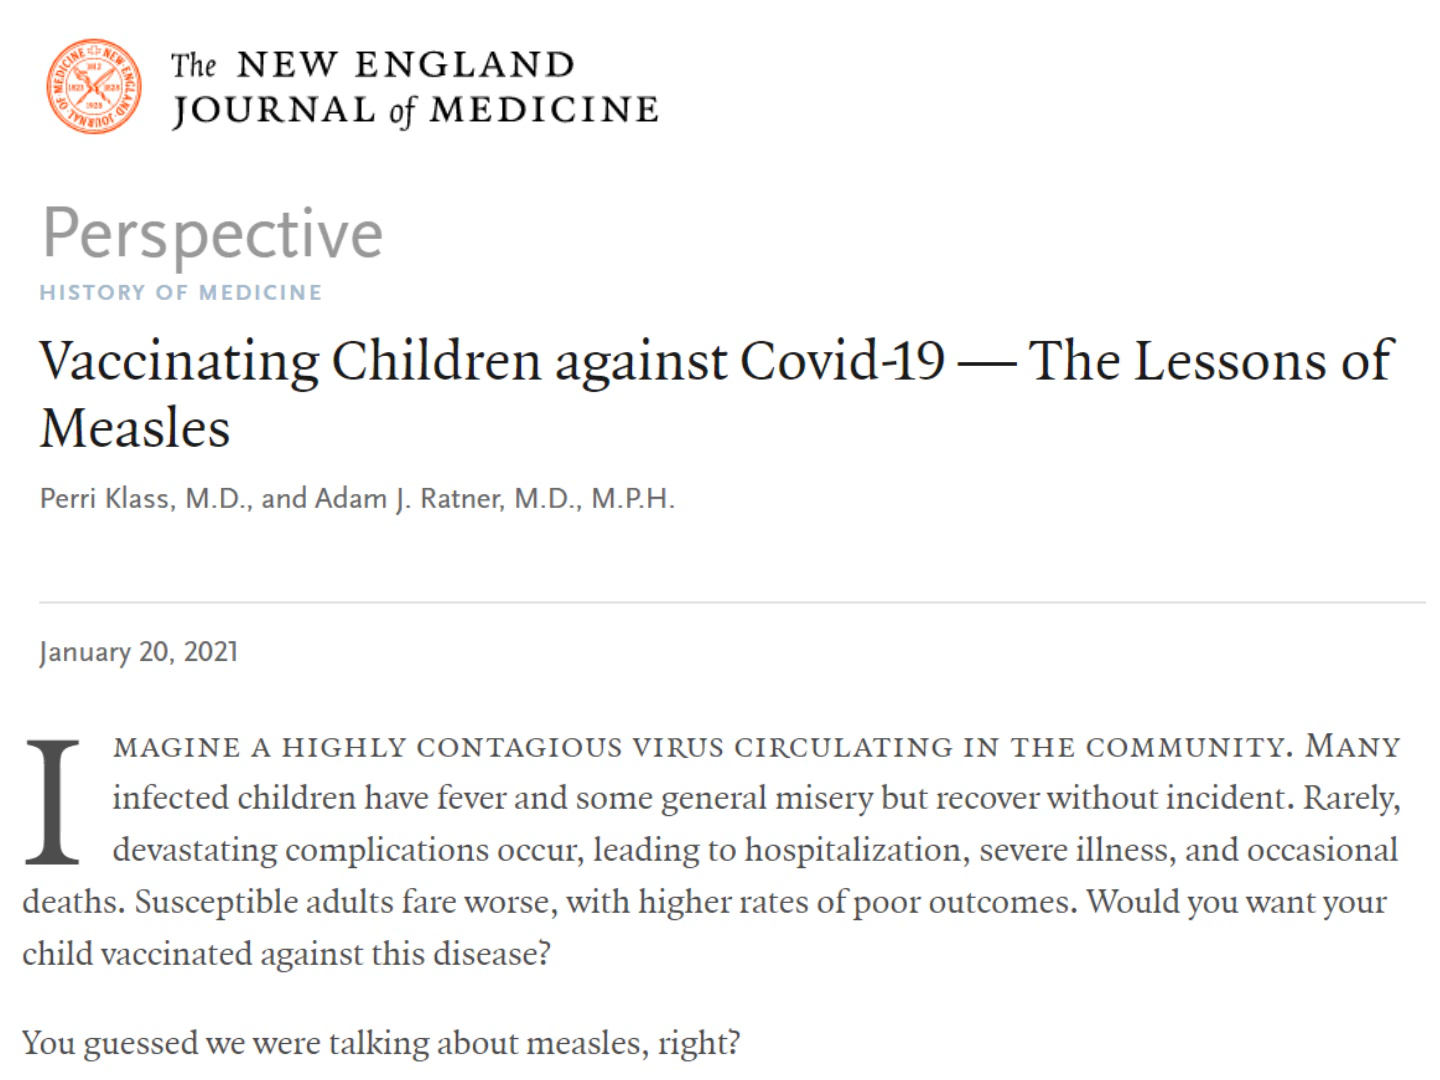 The NEW ENGLAND
JOURNAL of MEDICINE
Perspective
HISTORY OF MEDICINE
Vaccinating Children against Covid-19 — The Lessons of
Measles
Perri Klass, M.D., and Adam J. Ratner, M.D., M.P.H.
January 20, 2021
IMAGINE A HIGHLY CONTAGIOUS VIRUS CIRCULATING IN THE COMMUNITY. MANY
infected children have fever and some general misery but recover without incident. Rarely,
devastating complications occur, leading to hospitalization, severe illness, and occasional
deaths. Susceptible adults fare worse, with higher rates of poor outcomes. Would you want your
child vaccinated against this disease?
You guessed we were talking about measles, right?